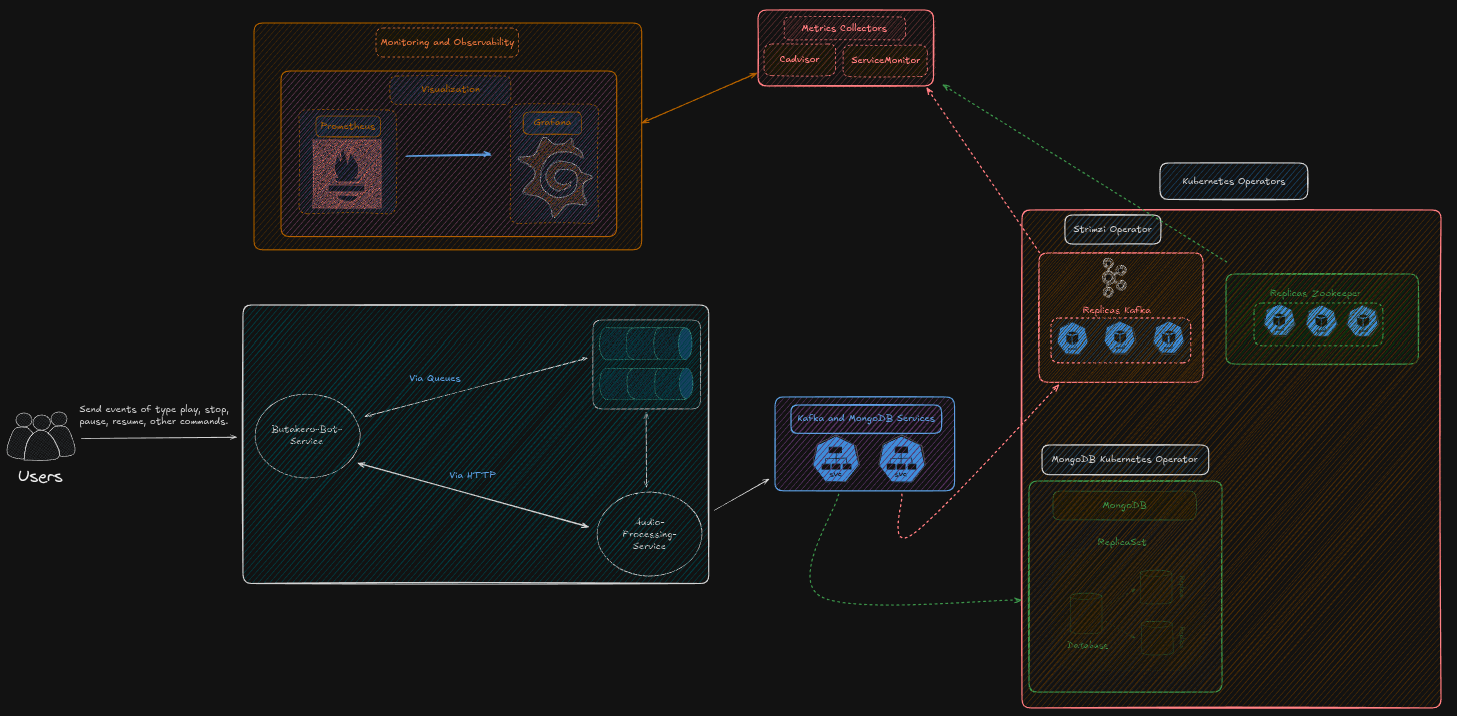 Monitoring and Observability
Visualization
Prometheus
Grafana
Metrics Collectors
Cadvisor
ServiceMonitor
Kubernetes Operators
Strimzi Operator
Replicas Kafka
Replicas Zookeeper
Send events of type play, stop,
pause, resume, other commands.
Users
Butakero-Bot-
Service
Via Queues
Via HTTP
Audio-
Processing-
Service
Kafka and MongoDB Services
svc
svc
MongoDB Kubernetes Operator
MongoDB
ReplicaSet
Database